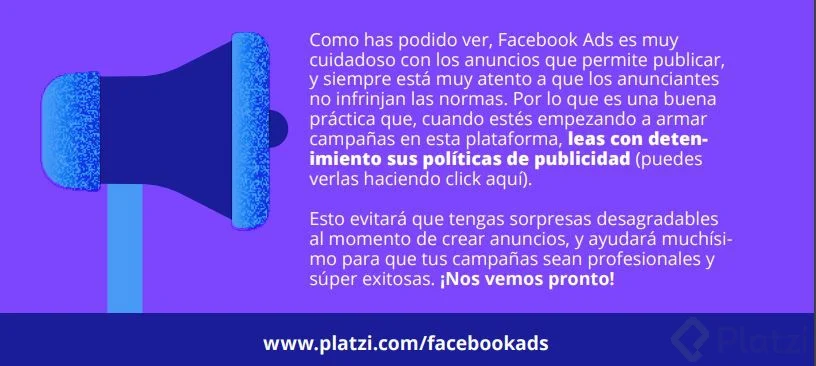 Como has podido ver, Facebook Ads es muy
cuidadoso con los anuncios que permite publicar,
y siempre está muy atento a que los anunciantes
no infrinjan las normas. Por lo que es una buena
práctica que, cuando estés empezando a armar
campañas en esta plataforma, leas con deten-
imiento sus políticas de publicidad (puedes
verlas haciendo click aquí).
Esto evitará que tengas sorpresas desagradables
al momento de crear anuncios, y ayudará muchísi-
mo para que tus campañas sean profesionales y
súper exitosas. ¡Nos vemos pronto!
www.platzi.com/facebookads
Platzi